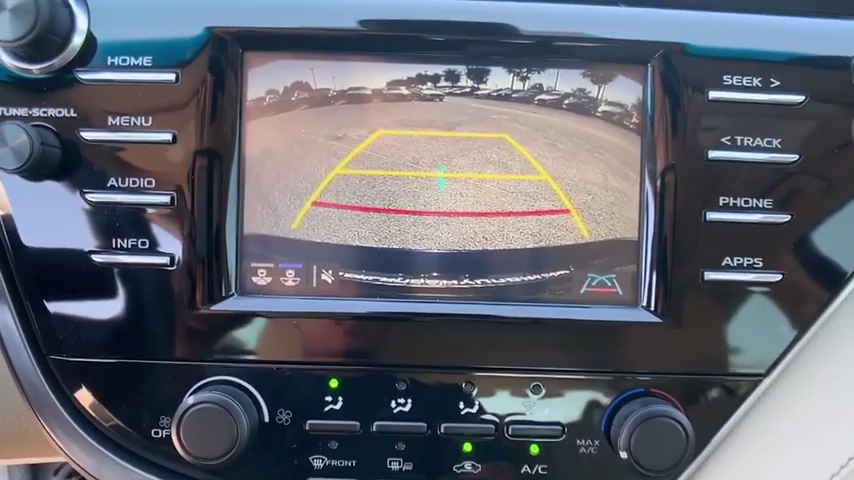 HOME
TUNE•SCROLL
MENU
AUDIO
INFO
SEEK >
< TRACK
PHONE
APPS
OFF
FRONT
A/C
MAX
A/C